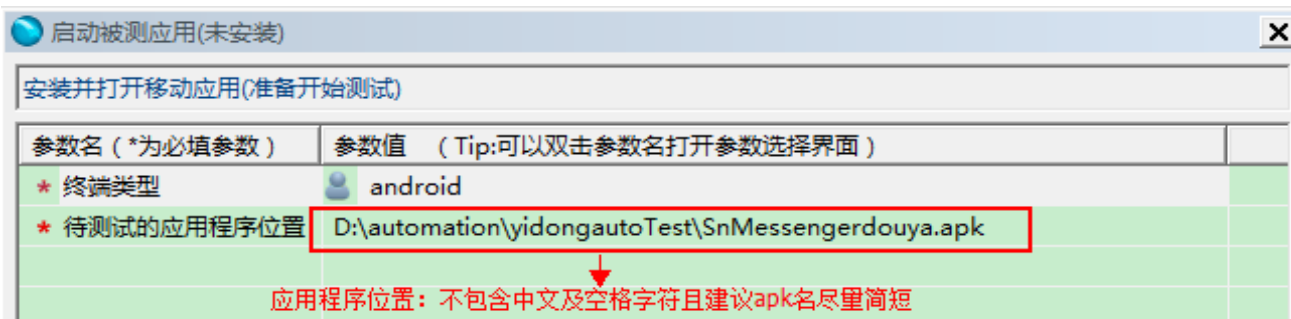 启动被测应用(未安装)
安装并打开移动应用(准备开始测试)
参数名（*为必填参数） 参数值 （Tip:可以双击参数名打开参数选择界面）
* 终端类型 android
* 待测试的应用程序位置 D:\automation\yidongautoTest\SnMessengerdouya.apk
应用程序位置：不包含中文及空格字符且建议apk名尽量简短